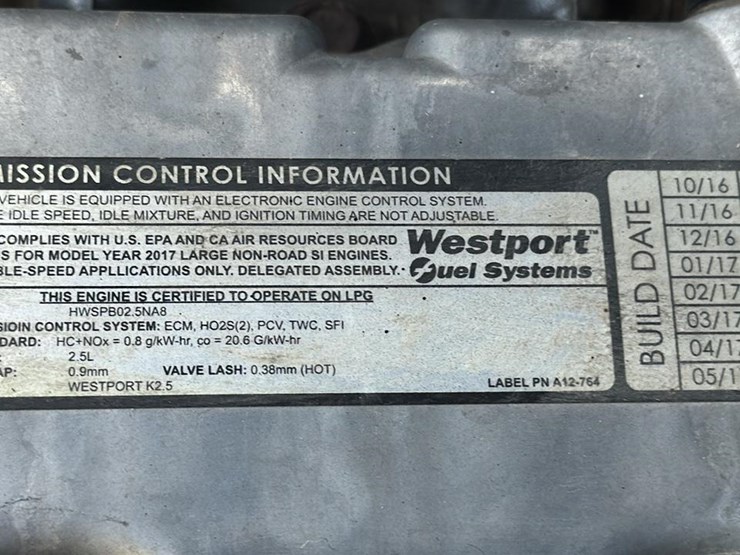 MISSION CONTROL INFORMATION
VEHICLE IS EQUIPPED WITH AN ELECTRONIC ENGINE CONTROL SYSTEM.
E IDLE SPEED, IDLE MIXTURE, AND IGNITION TIMING ARE NOT ADJUSTABLE.
COMPLIES WITH U.S. EPA AND CA AIR RESOURCES BOARD
S FOR MODEL YEAR 2017 LARGE NON-ROAD SI ENGINES.
BLE-SPEED APPLLICATIONS ONLY. DELEGATED ASSEMBLY.
Westport™
Fuel Systems
THIS ENGINE IS CERTIFIED TO OPERATE ON LPG
HWSPB02.5NA8
SIOIN CONTROL SYSTEM: ECM, HO2S(2), PCV, TWC, SFI
DARD: HC+NOx = 0.8 g/kW-hr, co = 20.6 G/kW-hr
: 2.5L
AP: 0.9mm VALVE LASH: 0.38mm (HOT)
WESTPORT K2.5
LABEL PN A12-764
BUILD DATE
10/16
11/16
12/16
01/17
02/17
03/17
04/17
05/1